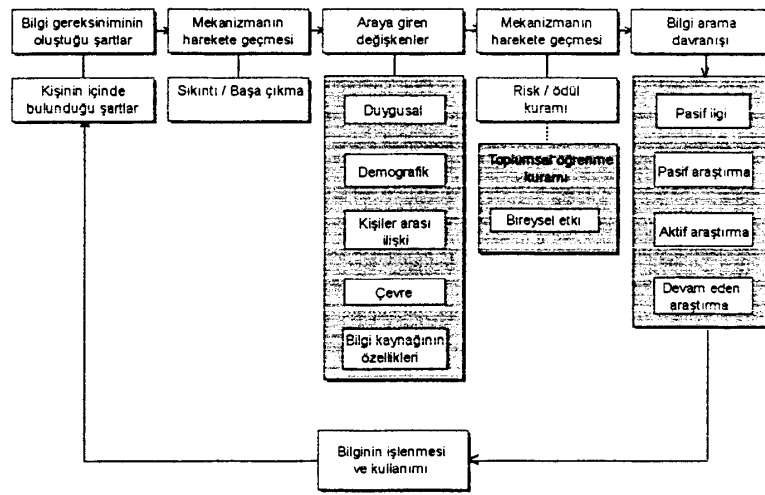 Bilgi gereksiniminin
oluştuğu şartlar
Mekanizmanın
harekete geçmesi
Araya giren
değişkenler
Mekanizmanın
harekete geçmesi
Bilgi arama
davranışı
Kişinin içinde
bulunduğu şartlar
Sıkıntı / Başa çıkma
Duygusal
Demografik
Kişiler arası
ilişki
Çevre
Bilgi kaynağının
özellikleri
Risk / ödül
kuramı
Toplumsal öğrenme
kuramı
Bireysel etki
Pasif ilgi
Pasif araştırma
Aktif araştırma
Devam eden
araştırma
Bilginin işlenmesi
ve kullanımı